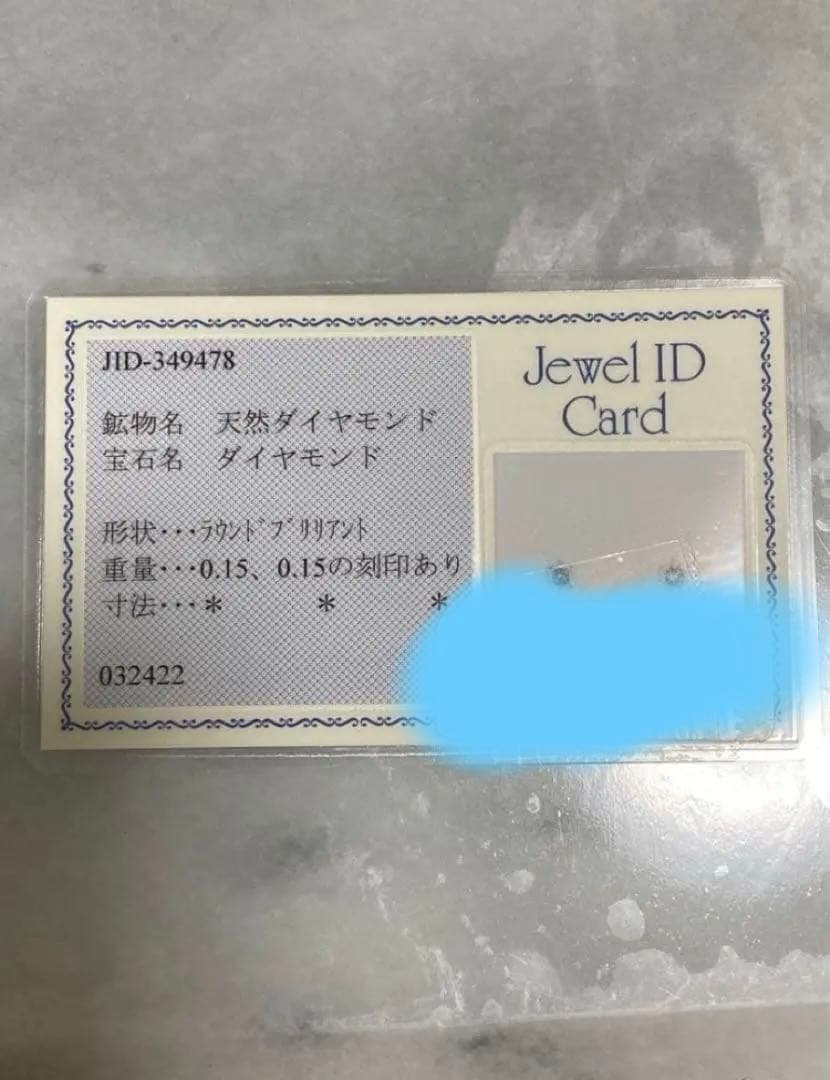 JID-349478
鉱物名 天然ダイヤモンド
宝石名 ダイヤモンド
形状･･･ﾗｳﾝﾄﾞﾌﾞﾘﾘｱﾝﾄ
重量･･･0.15、0.15の刻印あり
寸法･･･＊ ＊ ＊
032422
Jewel ID
Card